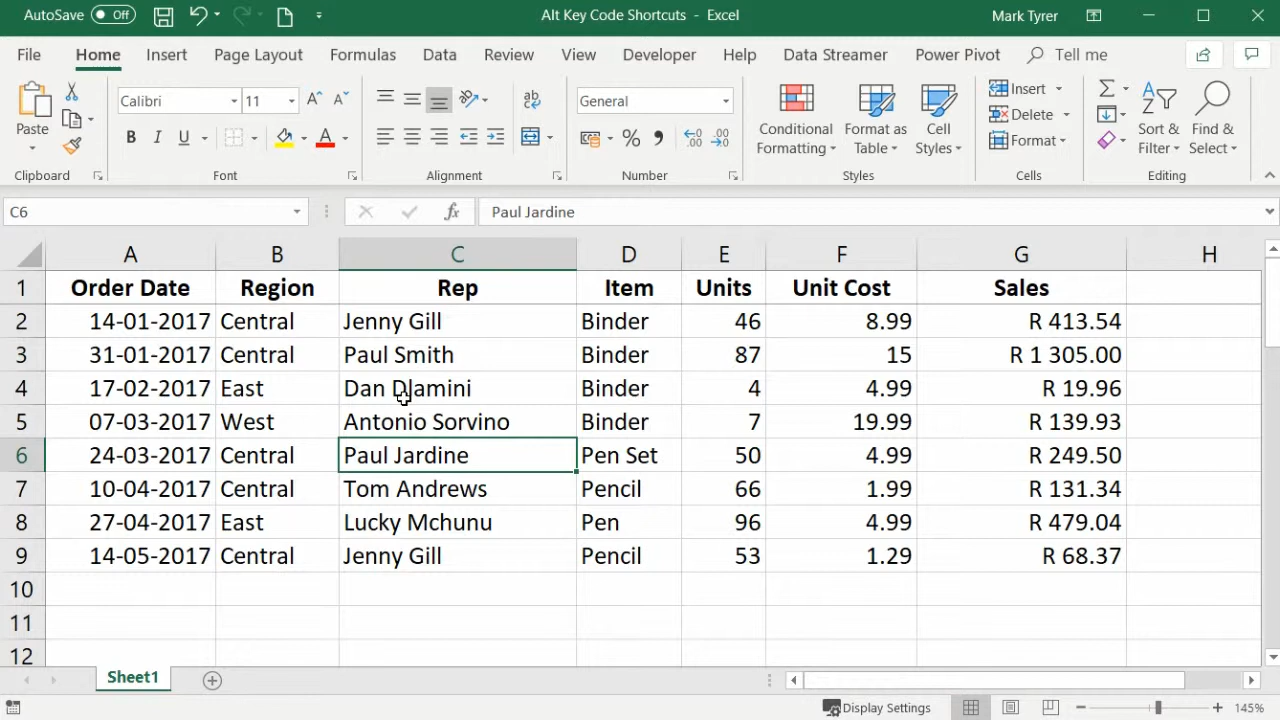 AutoSave Off Alt Key Code Shortcuts - Excel Mark Tyrer
File Home Insert Page Layout Formulas Data Review View Developer Help Data Streamer Power Pivot Tell me
Paste Calibri 11 A A ab General Conditional Formatting Format as Table Cell Styles Insert Delete Format Sort & Filter Find & Select
B I U A % 9
Clipboard Font Alignment Number Styles Cells Editing
C6 fx Paul Jardine
A B C D E F G H
1 Order Date Region Rep Item Units Unit Cost Sales
2 14-01-2017 Central Jenny Gill Binder 46 8.99 R 413.54
3 31-01-2017 Central Paul Smith Binder 87 15 R 1 305.00
4 17-02-2017 East Dan Dlamini Binder 4 4.99 R 19.96
5 07-03-2017 West Antonio Sorvino Binder 7 19.99 R 139.93
6 24-03-2017 Central Paul Jardine Pen Set 50 4.99 R 249.50
7 10-04-2017 Central Tom Andrews Pencil 66 1.99 R 131.34
8 27-04-2017 East Lucky Mchunu Pen 96 4.99 R 479.04
9 14-05-2017 Central Jenny Gill Pencil 53 1.29 R 68.37
10
11
12
Sheet1
Display Settings 145%